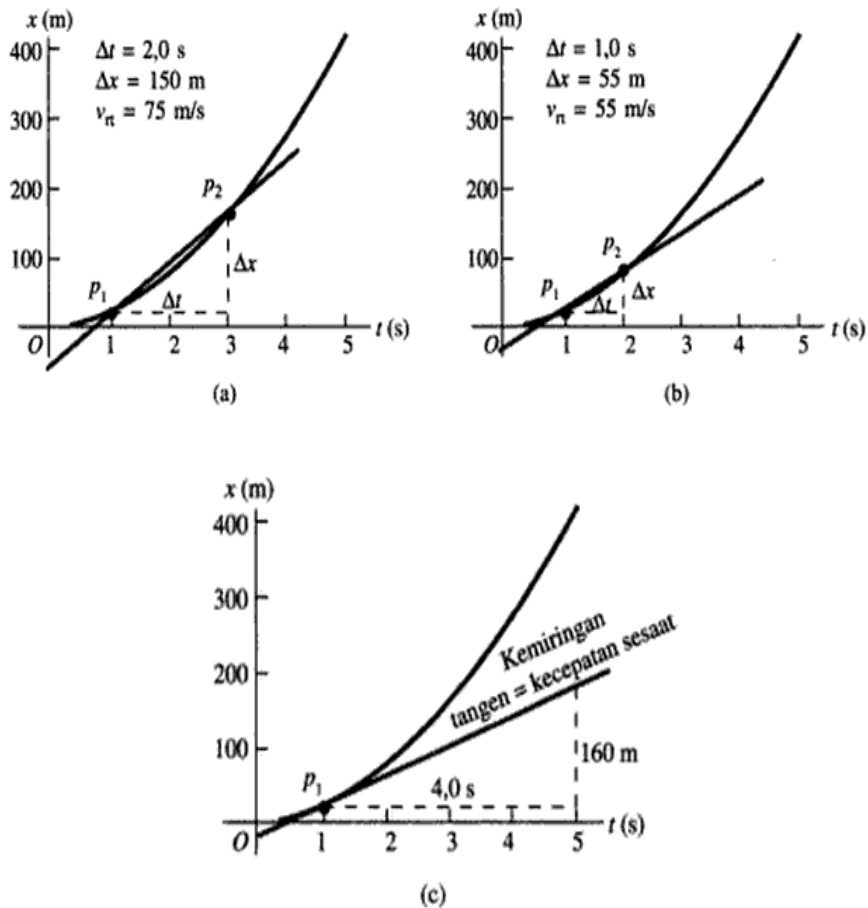 x (m)
400
300
200
100
O
Δt = 2,0 s
Δx = 150 m
v_rt = 75 m/s
p₂
p₁
Δx
Δt
1 2 3 4 5 t (s)
(a)
x (m)
400
300
200
100
O
Δt = 1,0 s
Δx = 55 m
v_rt = 55 m/s
p₂
p₁
Δx
Δt
1 2 3 4 5 t (s)
(b)
x (m)
400
300
200
100
O
Kemiringan
tangen = kecepatan sesaat
p₁
4,0 s
160 m
1 2 3 4 5 t (s)
(c)